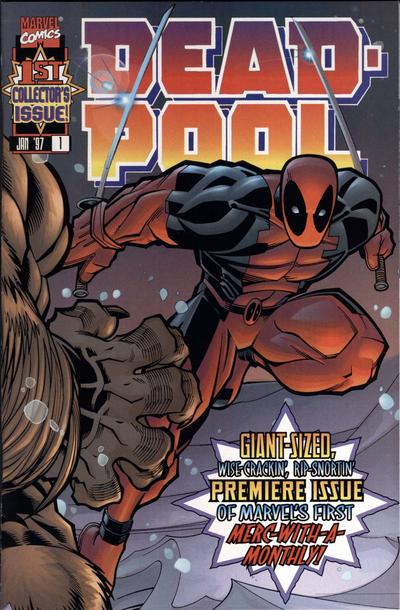 MARVEL
COMICS
1ST
COLLECTOR'S
ISSUE!
JAN '97 1
DEAD-
POOL
GIANT-SIZED,
WISE-CRACKIN', RIP-SNORTIN'
PREMIERE ISSUE
OF MARVEL'S FIRST
MERC-WITH-A-
MONTHLY!